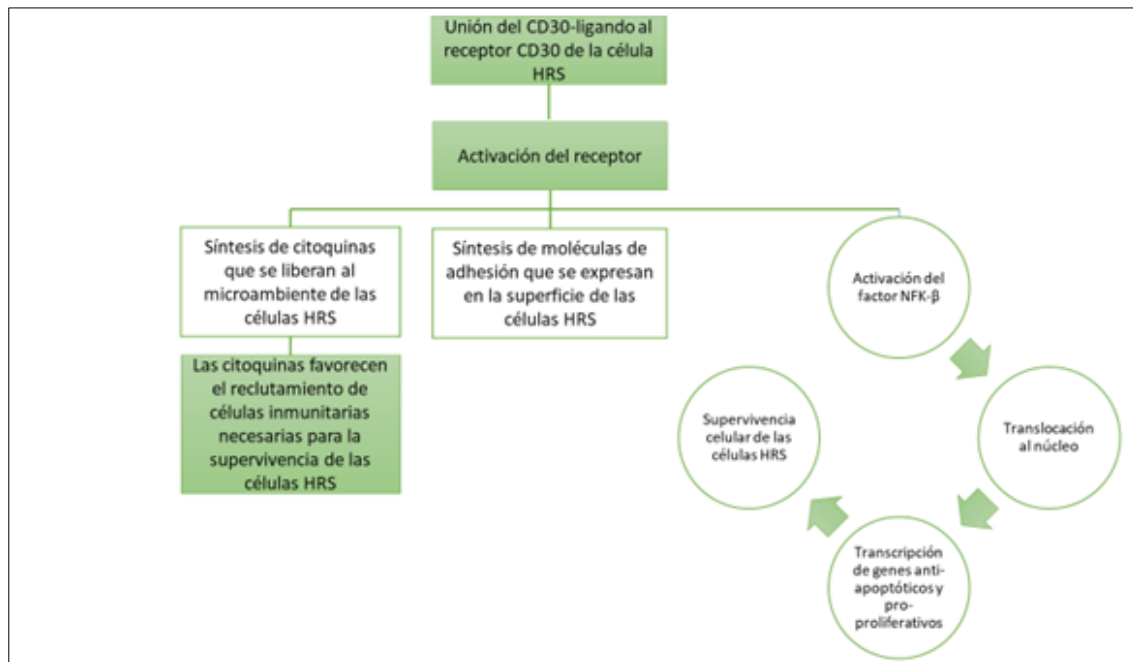 Unión del CD30-ligando al
receptor CD30 de la célula
HRS
Activación del receptor
Síntesis de citoquinas
que se liberan al
microambiente de las
células HRS
Síntesis de moléculas de
adhesión que se expresan
en la superficie de las
células HRS
Activación del
factor NFK-β
Las citoquinas favorecen
el reclutamiento de
células inmunitarias
necesarias para la
supervivencia de las
células HRS
Translocación
al núcleo
Transcripción
de genes anti-
apoptóticos y
pro-
proliferativos
Supervivencia
celular de las
células HRS